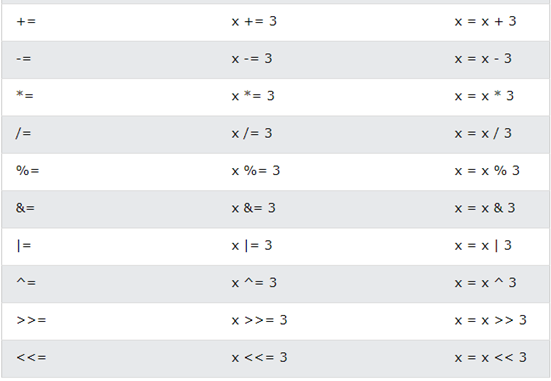 += x += 3 x = x + 3
-= x -= 3 x = x - 3
*= x *= 3 x = x * 3
/= x /= 3 x = x / 3
%= x %= 3 x = x % 3
&= x &= 3 x = x & 3
|= x |= 3 x = x | 3
^= x ^= 3 x = x ^ 3
>>= x >>= 3 x = x >> 3
<<= x <<= 3 x = x << 3